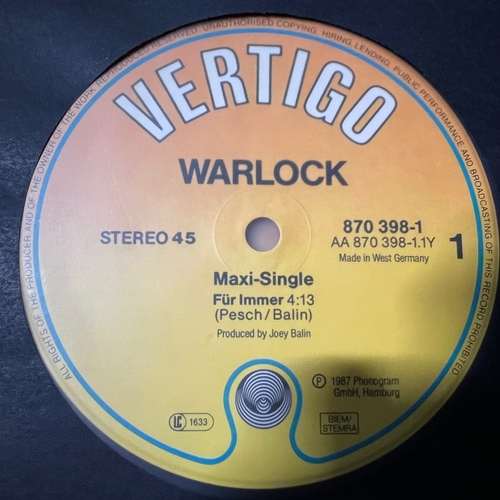 ALL RIGHTS OF THE PRODUCER AND OF THE OWNER OF THE WORK REPRODUCED RESERVED. UNAUTHORISED COPYING, HIRING, LENDING, PUBLIC PERFORMANCE AND BROADCASTING OF THIS RECORD PROHIBITED
VERTIGO
WARLOCK
STEREO 45
870 398-1
AA 870 398-1.1Y
Made in West Germany
1
Maxi-Single
Für Immer 4:13
(Pesch/Balin)
Produced by Joey Balin
P 1987 Phonogram
GmbH, Hamburg
LC 1633
BIEM/
STEMRA